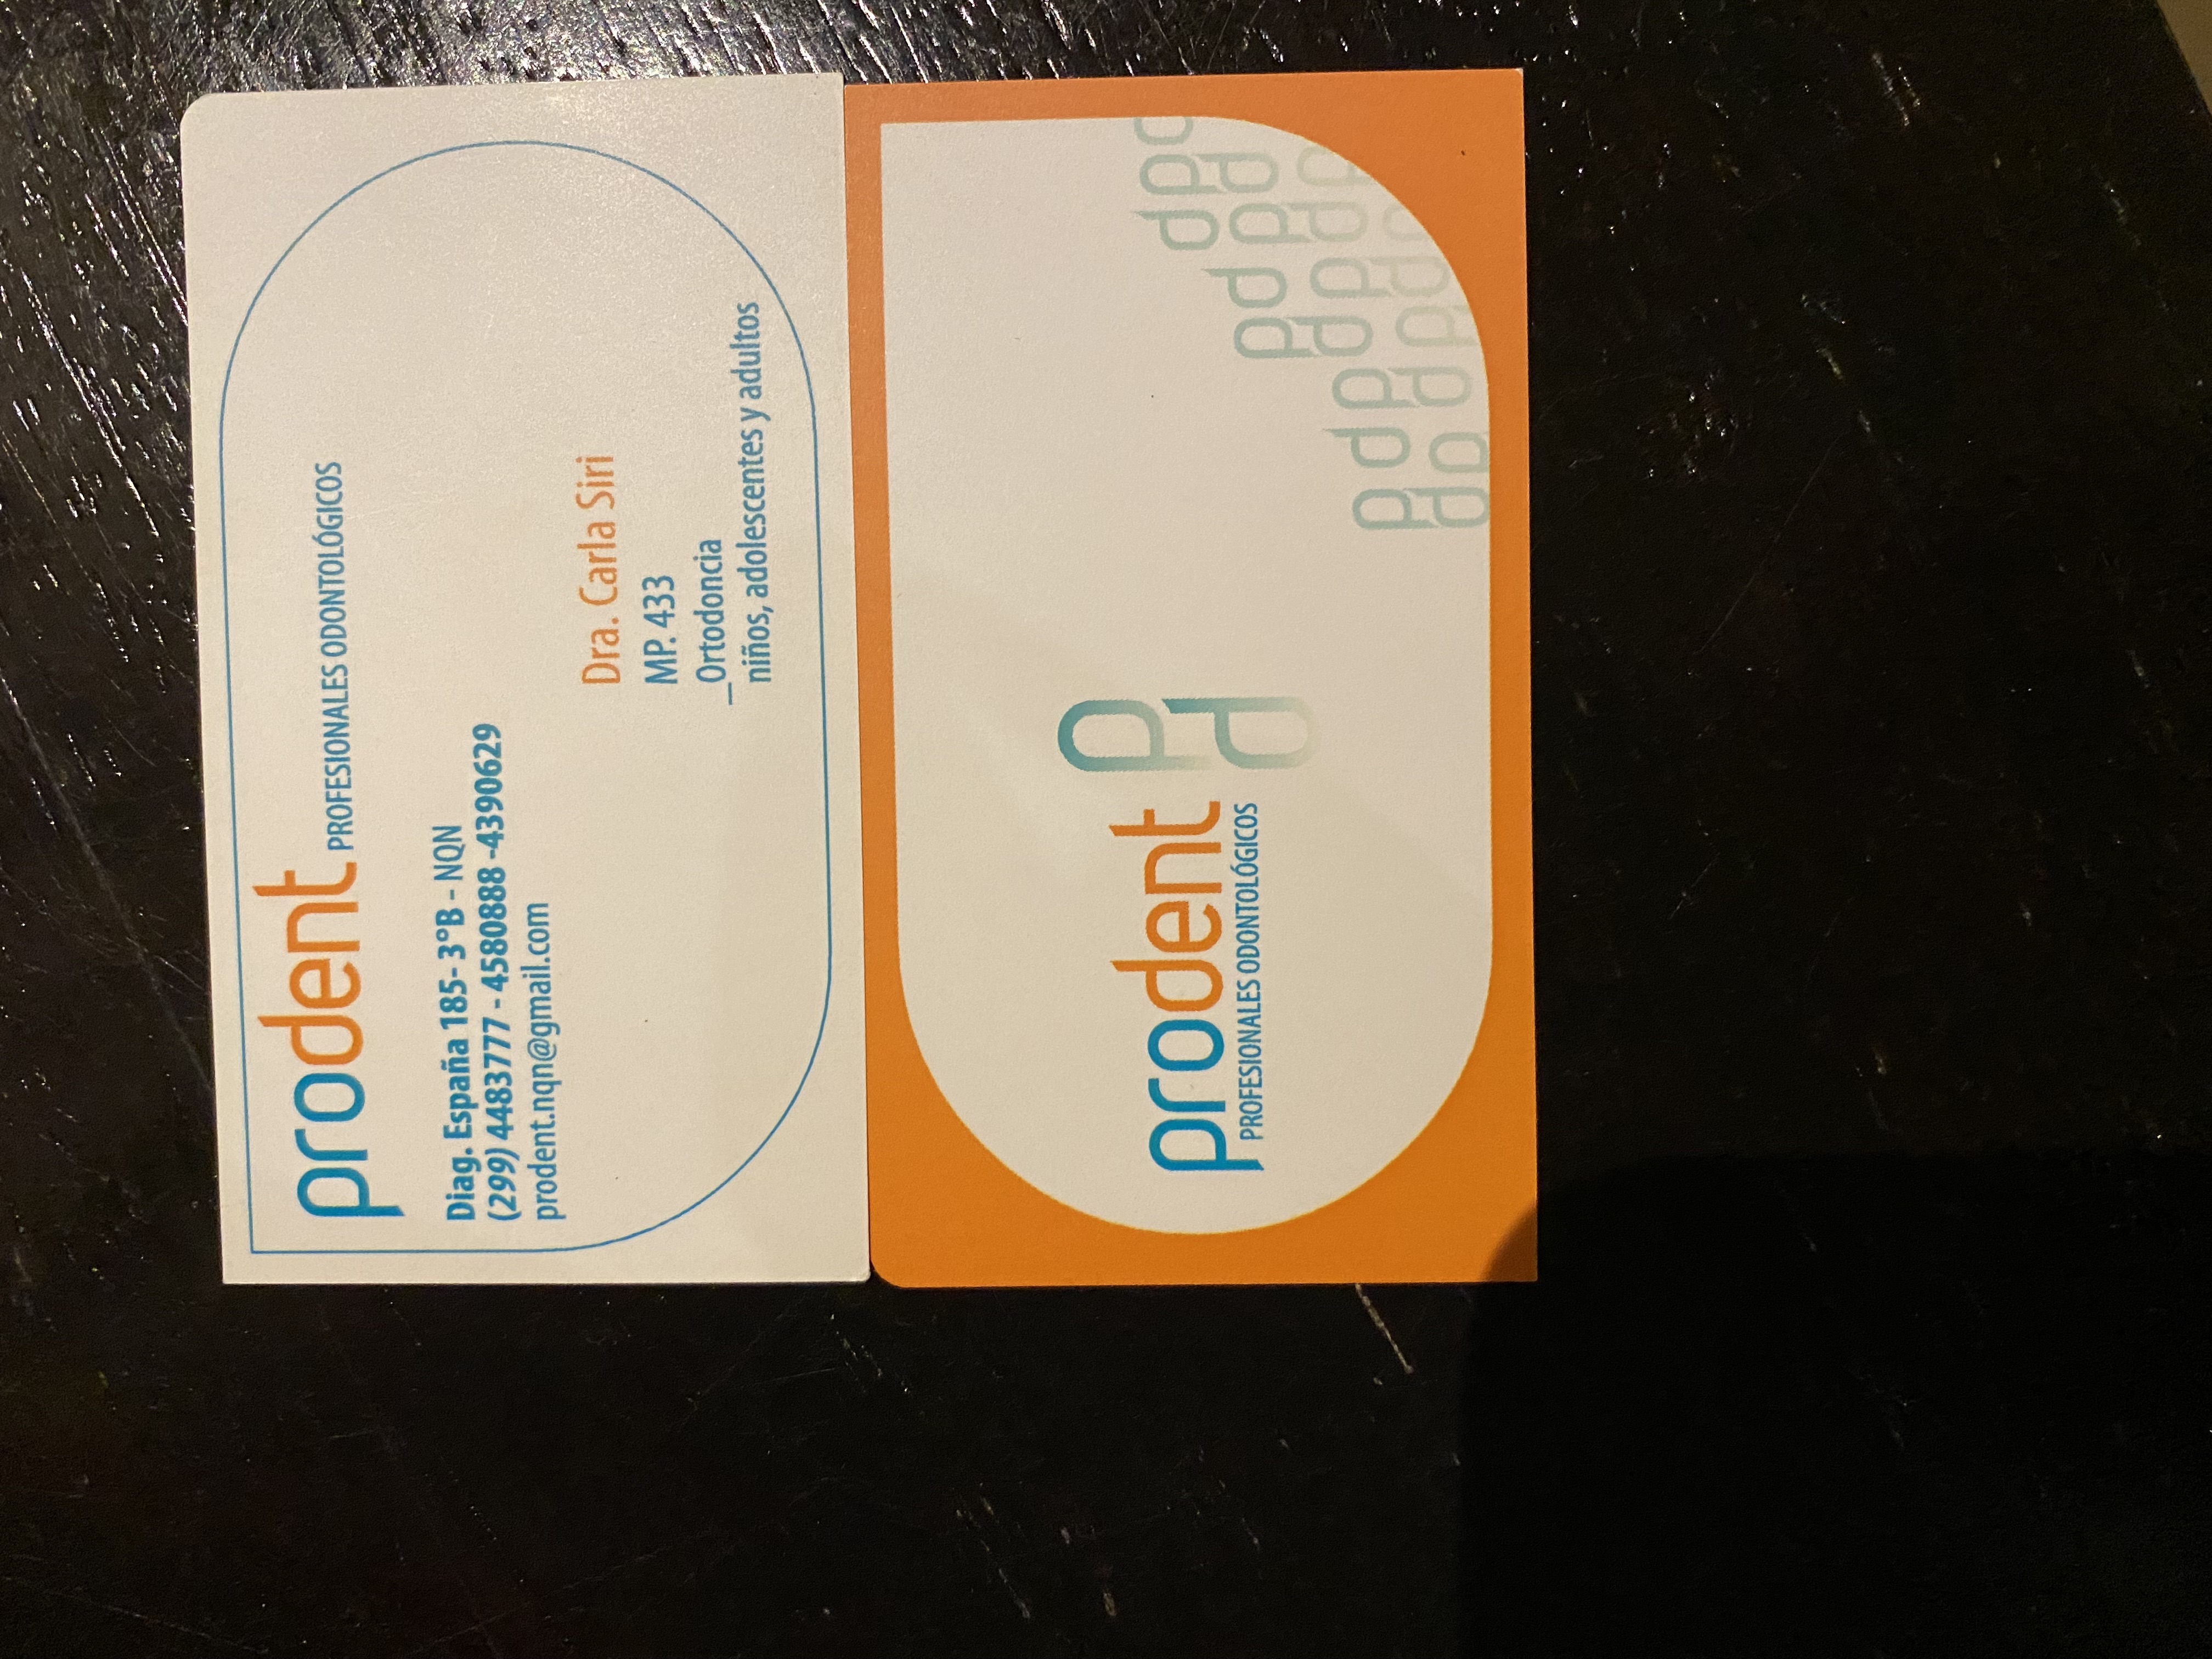 prodent PROFESIONALES ODONTOLÓGICOS
Diag. España 185- 3°B - NQN
(299) 4483777 - 4580888 -4390629
prodent.nqn@gmail.com
Dra. Carla Siri
MP. 433
_Ortodoncia
niños, adolescentes y adultos
prodent pd
PROFESIONALES ODONTOLÓGICOS